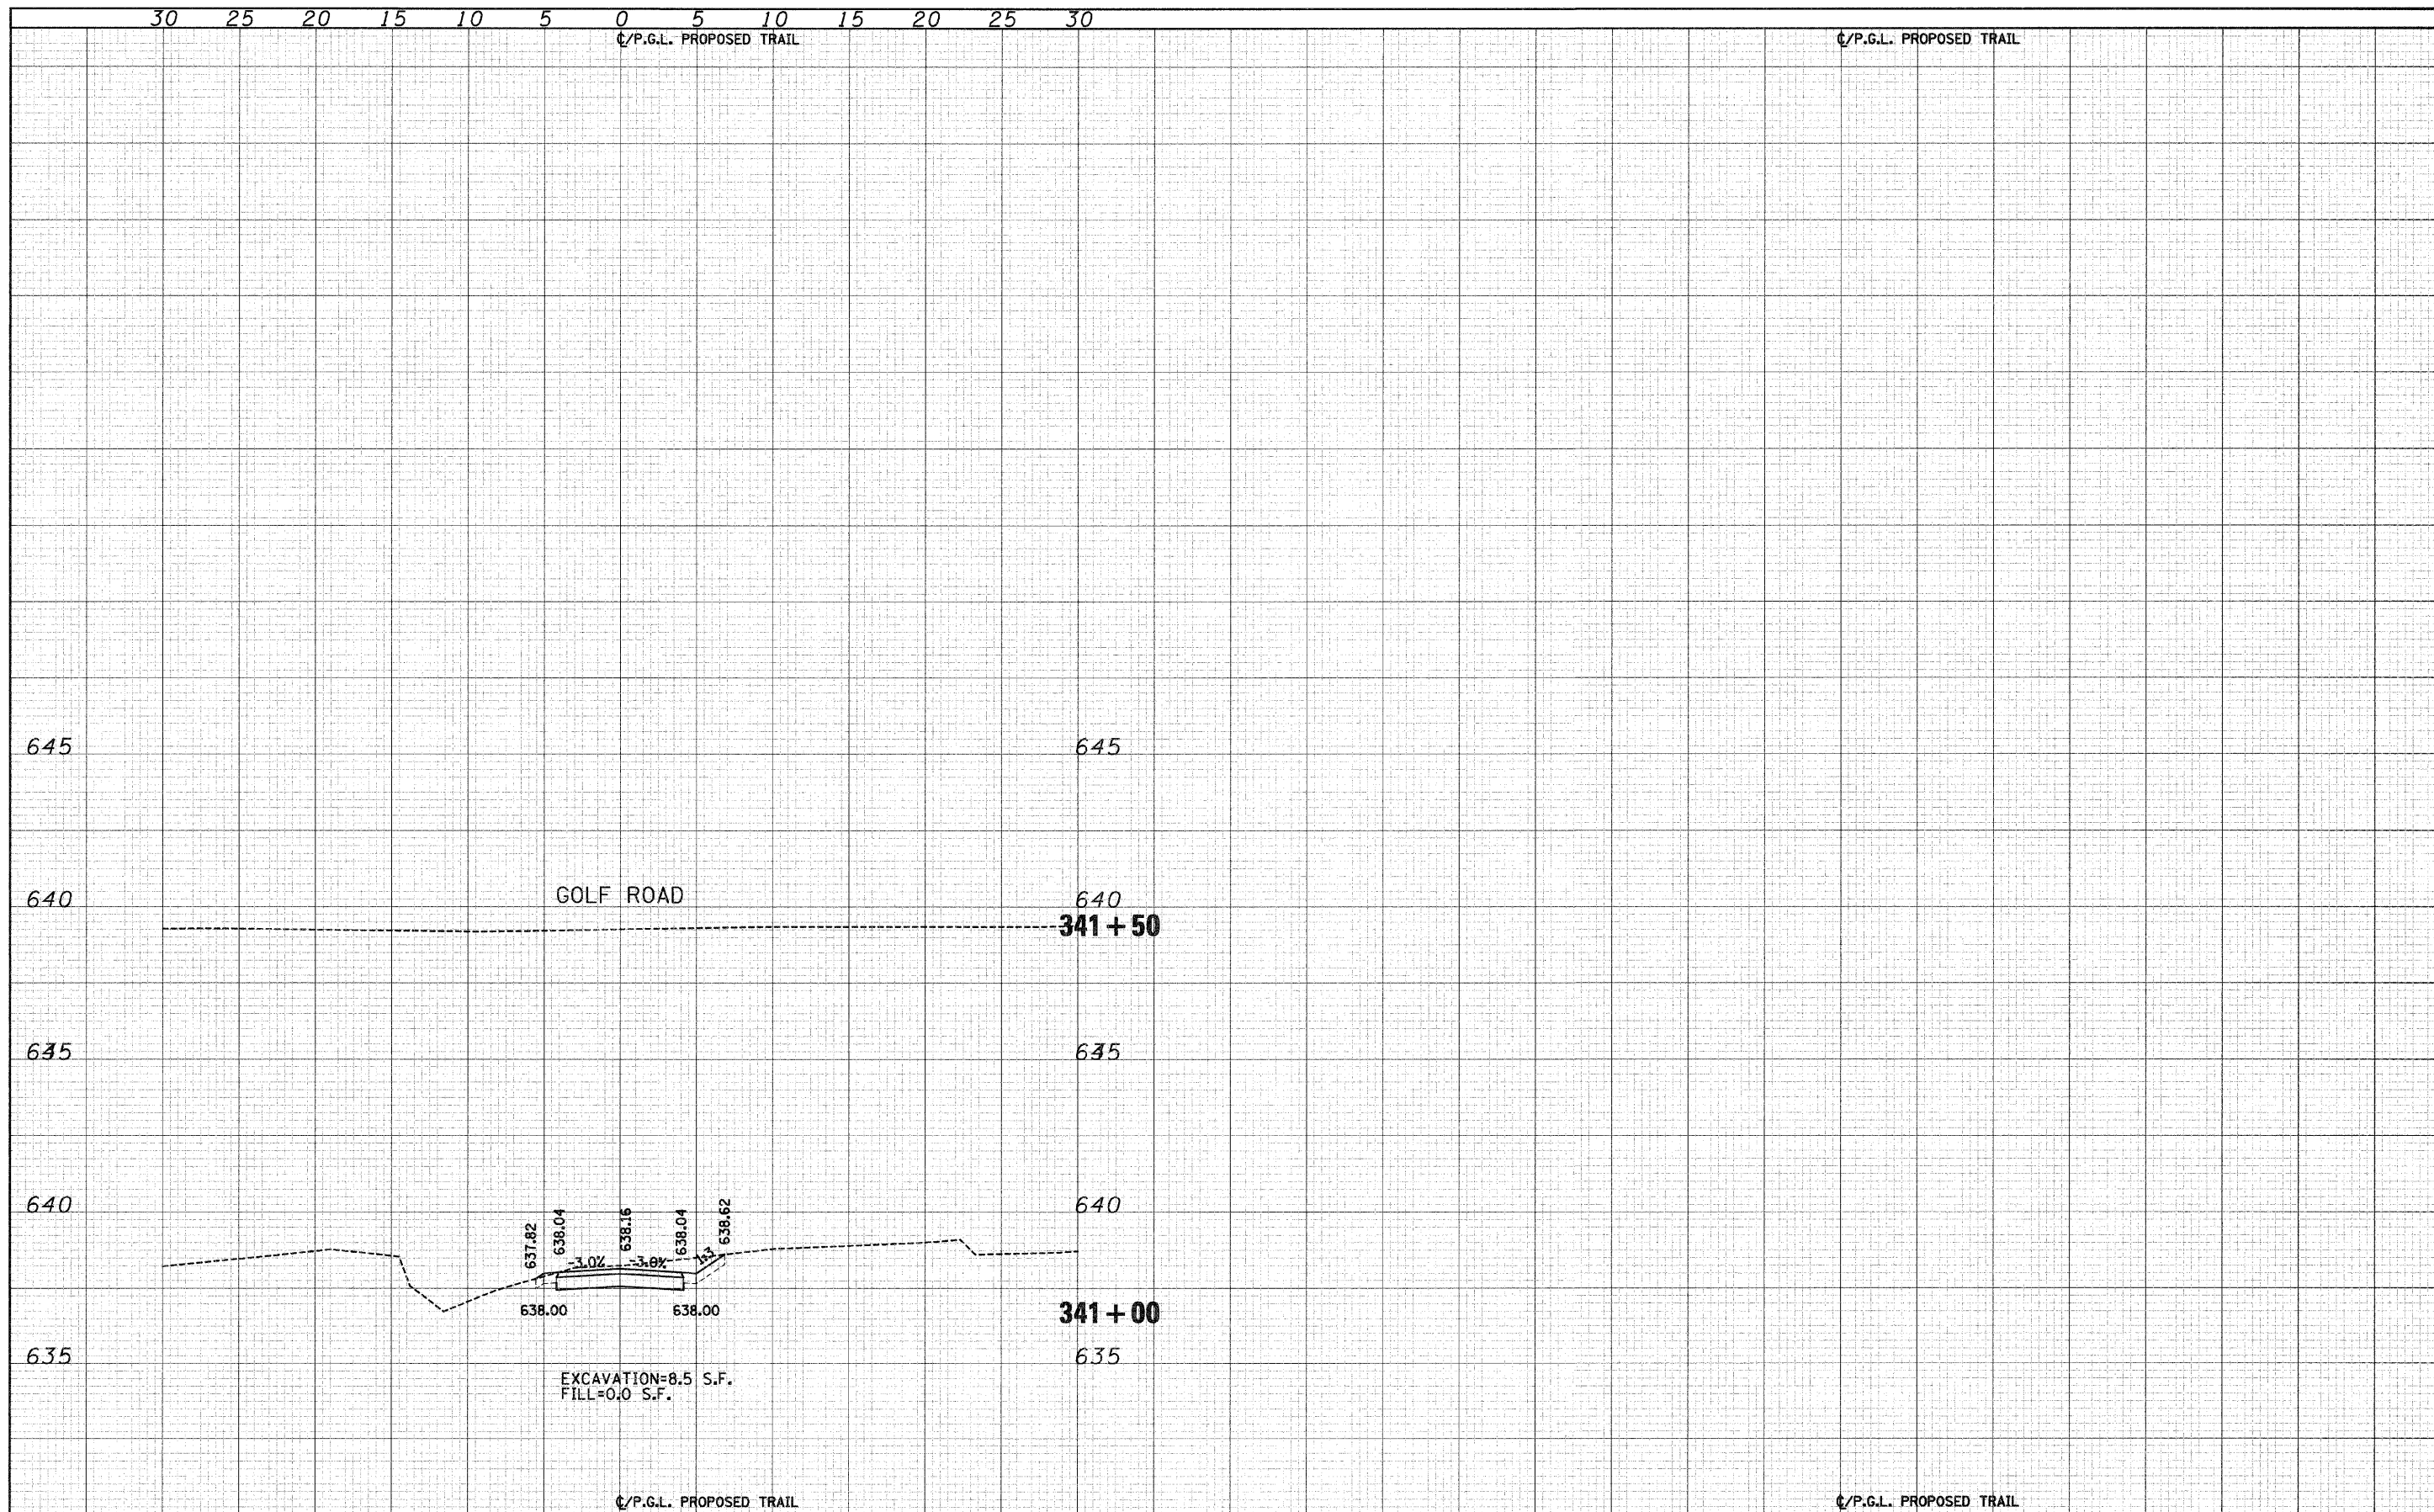 30 25 20 15 10 5 0 5 10 15 20 25 30
℄/P.G.L. PROPOSED TRAIL ℄/P.G.L. PROPOSED TRAIL
645 645
GOLF ROAD
640 640
341+50
640 640
637.82 638.04 638.16 638.04 638.62
-3.0% -3.0% 1:3
638.00 638.00
341+00
635 635
EXCAVATION=8.5 S.F.
FILL=0.0 S.F.
℄/P.G.L. PROPOSED TRAIL ℄/P.G.L. PROPOSED TRAIL